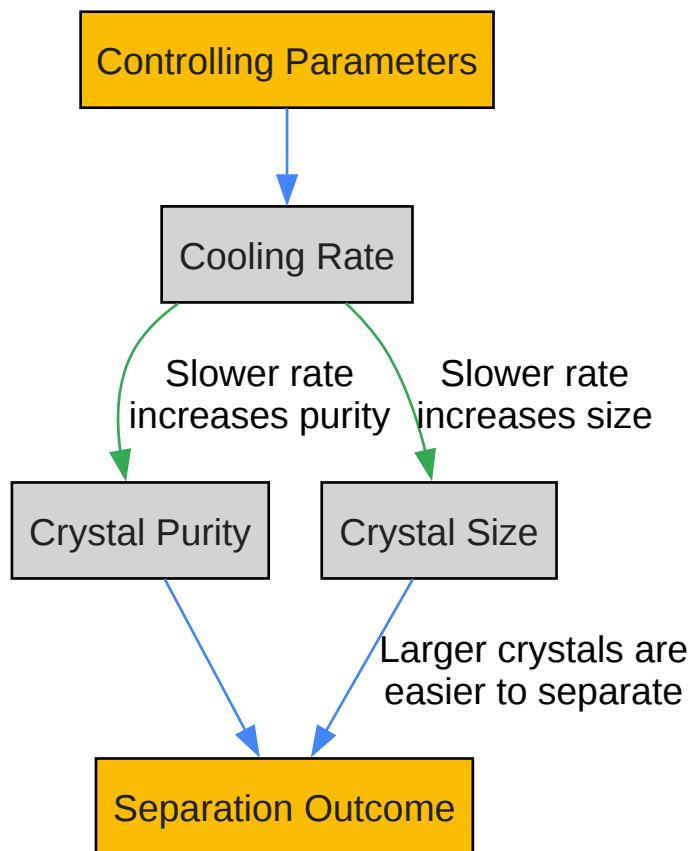 Controlling Parameters
Cooling Rate
Slower rate
increases purity
Slower rate
increases size
Crystal Purity
Crystal Size
Larger crystals are
easier to separate
Separation Outcome